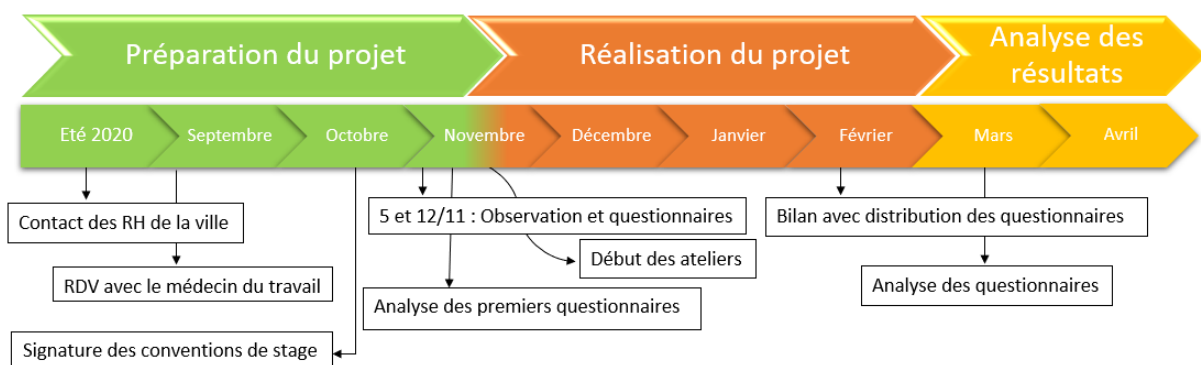 Préparation du projet
Réalisation du projet
Analyse des
résultats
Eté 2020
Septembre
Octobre
Novembre
Décembre
Janvier
Février
Mars
Avril
Contact des RH de la ville
5 et 12/11 : Observation et questionnaires
Bilan avec distribution des questionnaires
Début des ateliers
RDV avec le médecin du travail
Analyse des questionnaires
Analyse des premiers questionnaires
Signature des conventions de stage